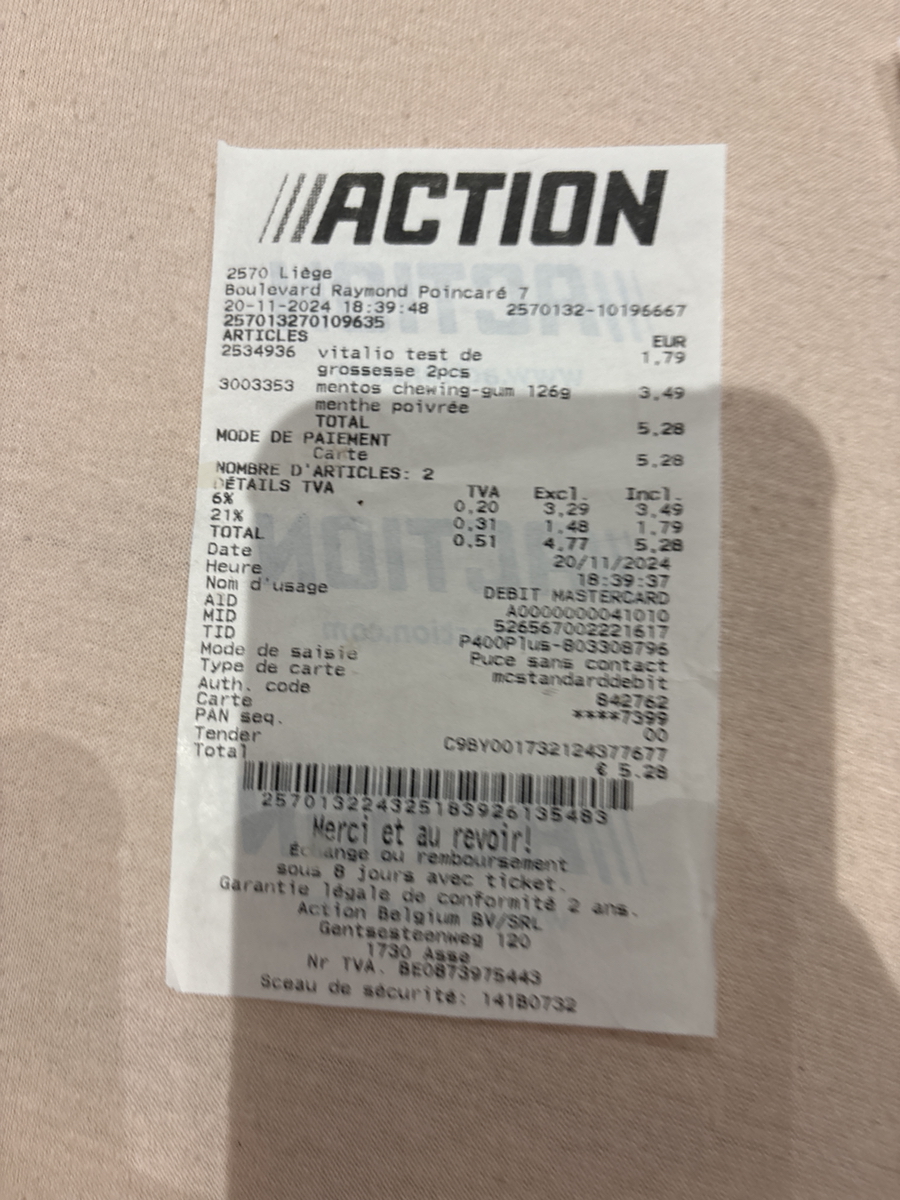 ACTION
2570 Liège
Boulevard Raymond Poincaré 7
20-11-2024 18:39:48 2570132-10196667
257013270109635
ARTICLES EUR
2534936 vitalio test de 1,79
grossesse 2pcs
3003353 mentos chewing-gum 126g 3,49
menthe poivrée
TOTAL 5,28
MODE DE PAIEMENT
Carte 5,28
NOMBRE D'ARTICLES: 2
DÉTAILS TVA TVA Excl. Incl.
6% 0,20 3,29 3,49
21% 0,31 1,48 1,79
TOTAL 0,51 4,77 5,28
Date 20/11/2024
Heure 18:39:37
Nom d'usage DEBIT MASTERCARD
AID A0000000041010
MID 526567002221617
TID P400Plus-803308796
Mode de saisie Puce sans contact
Type de carte mcstandarddebit
Auth. code 842762
Carte ****7399
PAN seq. 00
Tender C98Y001732124377677
Total € 5.28
257013224325183926135483
Merci et au revoir!
Échange ou remboursement
sous 8 jours avec ticket.
Garantie légale de conformité 2 ans.
Action Belgium BV/SRL
Gentsesteenweg 120
1730 Asse
Nr TVA. BE0873975443
Sceau de sécurité: 141B0732